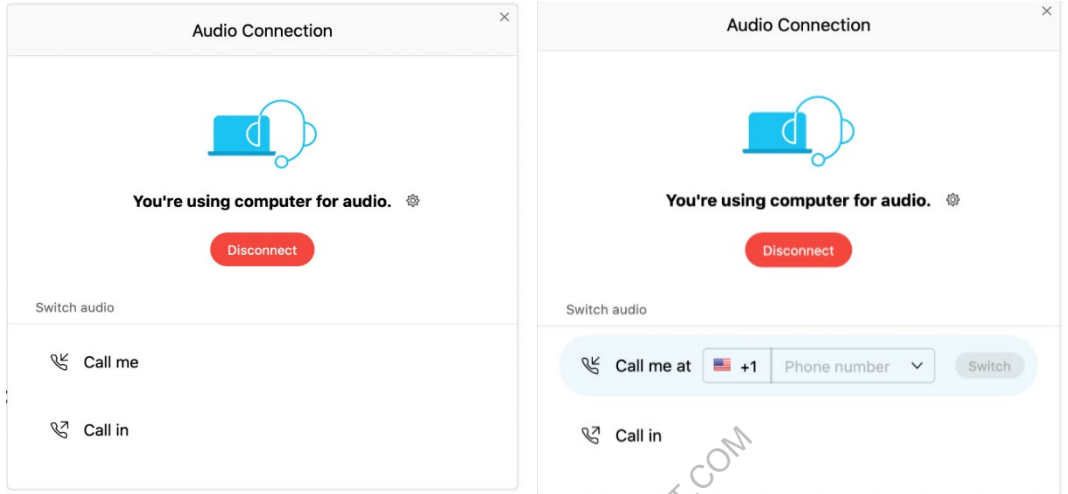 Audio Connection
You're using computer for audio.
Disconnect
Switch audio
Call me
Call in
Audio Connection
You're using computer for audio.
Disconnect
Switch audio
Call me at +1 Phone number Switch
Call in
.COM